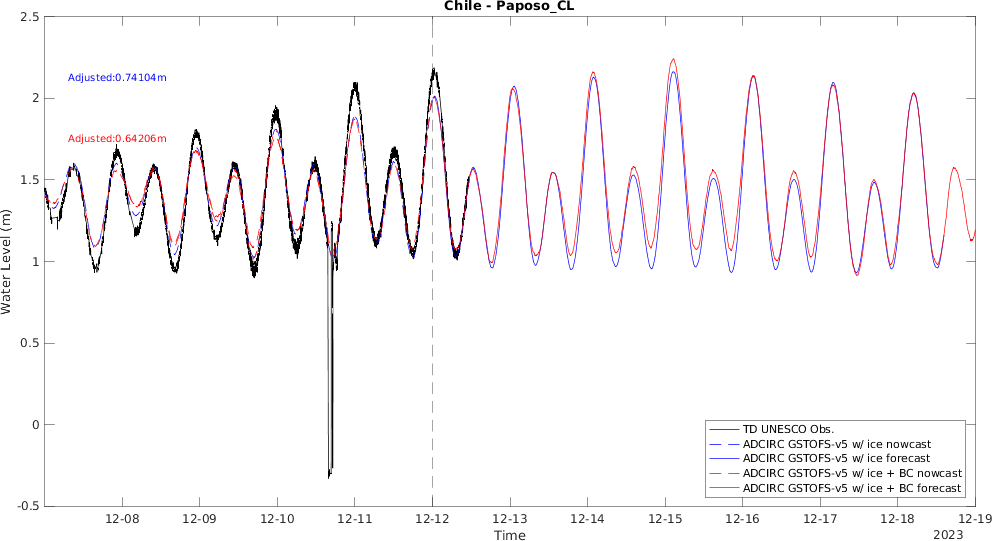 Chile - Paposo_CL
2.5
2
1.5
1
0.5
0
-0.5
Water Level (m)
Adjusted:0.74104m
Adjusted:0.64206m
TD UNESCO Obs.
ADCIRC GSTOFS-v5 w/ ice nowcast
ADCIRC GSTOFS-v5 w/ ice forecast
ADCIRC GSTOFS-v5 w/ ice + BC nowcast
ADCIRC GSTOFS-v5 w/ ice + BC forecast
12-08 12-09 12-10 12-11 12-12 12-13 12-14 12-15 12-16 12-17 12-18 12-19
Time
2023